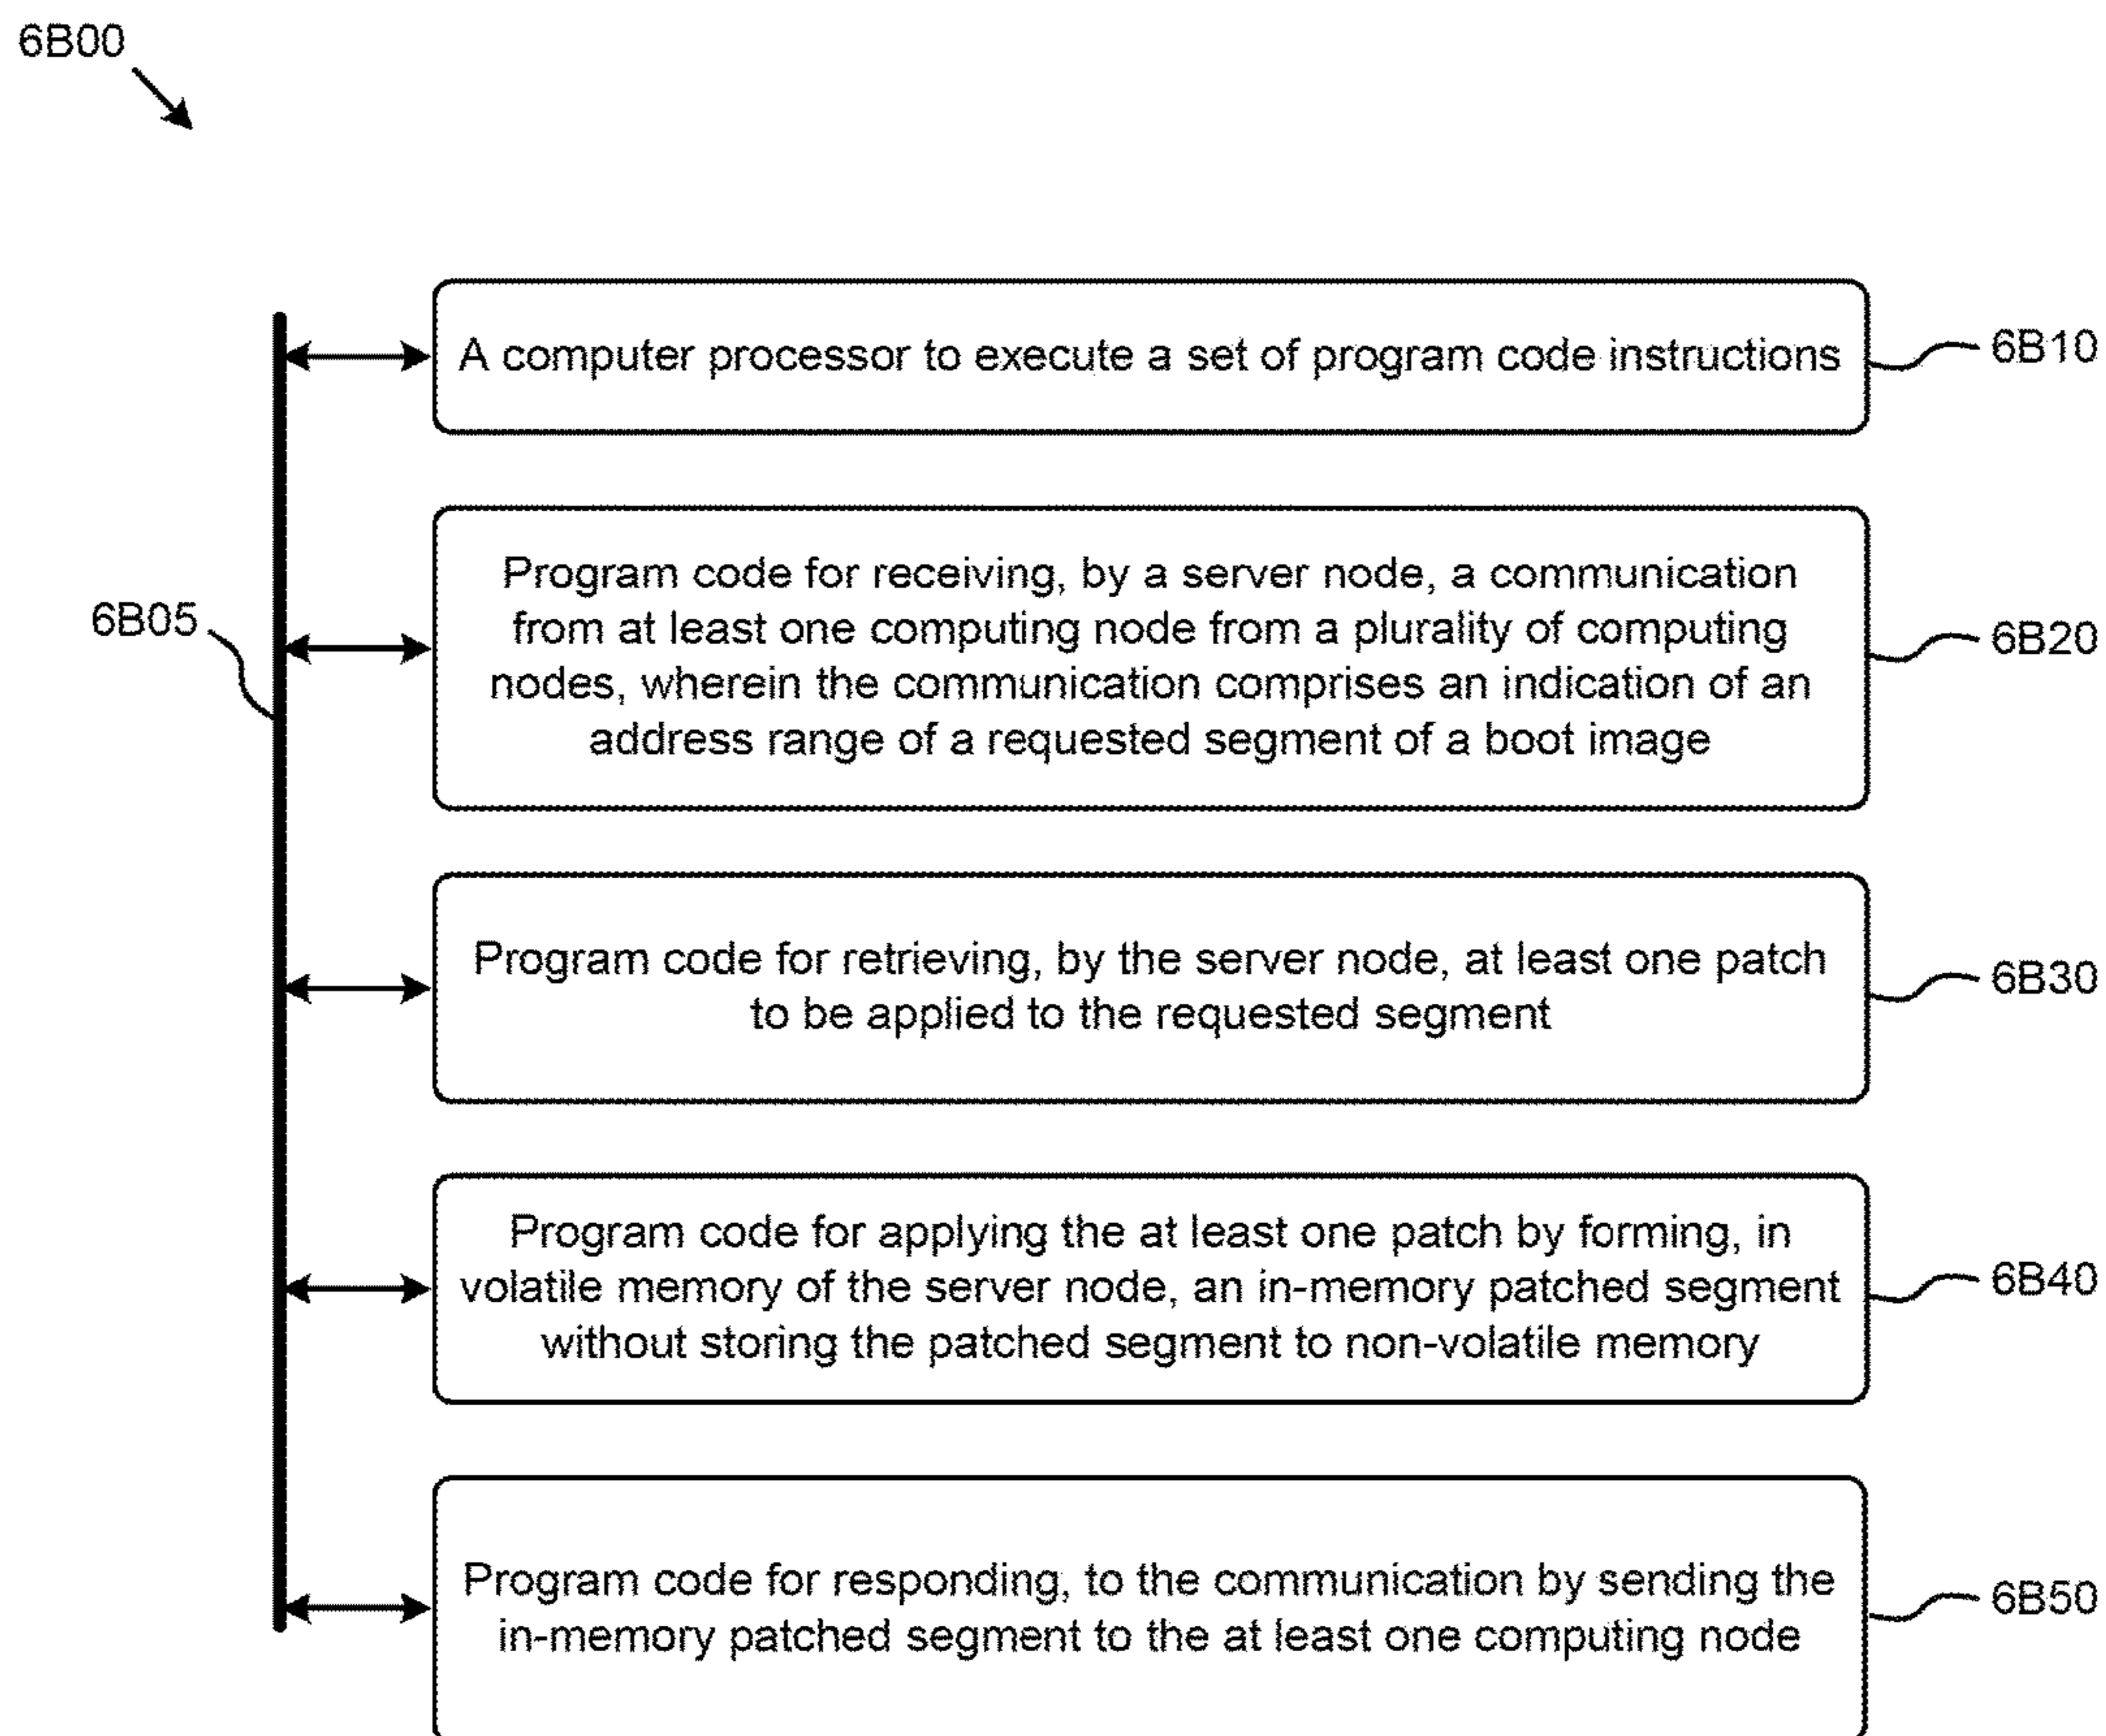 6B00
A computer processor to execute a set of program code instructions
6B10
Program code for receiving, by a server node, a communication
from at least one computing node from a plurality of computing
nodes, wherein the communication comprises an indication of an
address range of a requested segment of a boot image
6B05
6B20
Program code for retrieving, by the server node, at least one patch
to be applied to the requested segment
6B30
Program code for applying the at least one patch by forming, in
volatile memory of the server node, an in-memory patched segment
without storing the patched segment to non-volatile memory
6B40
Program code for responding, to the communication by sending the
in-memory patched segment to the at least one computing node
6B50